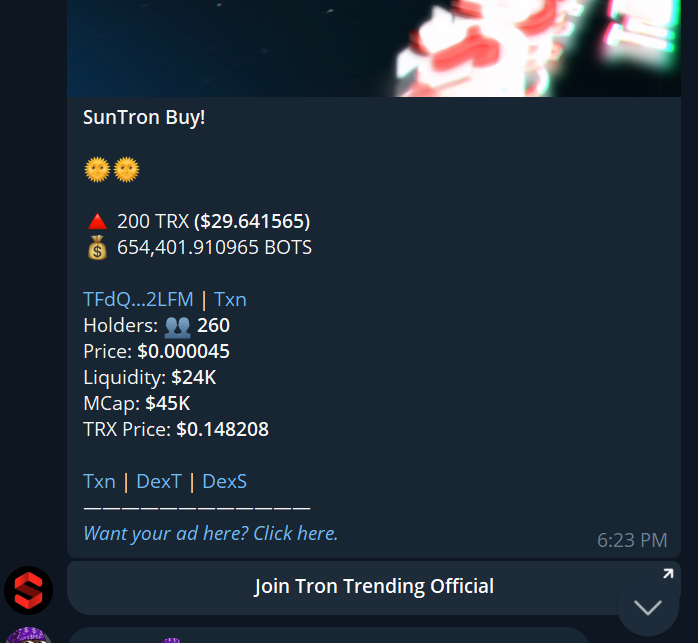 SunTron Buy!
🌞🌞
🔺 200 TRX ($29.641565)
💰 654,401.910965 BOTS
TFdQ...2LFM | Txn
Holders: 👥 260
Price: $0.000045
Liquidity: $24K
MCap: $45K
TRX Price: $0.148208
Txn | DexT | DexS
————————————
Want your ad here? Click here.
6:23 PM
Join Tron Trending Official